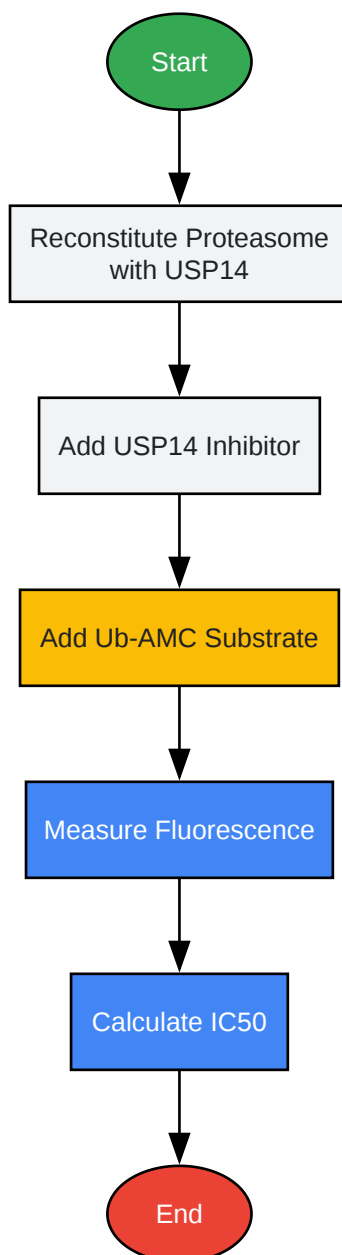 Start
Reconstitute Proteasome
with USP14
Add USP14 Inhibitor
Add Ub-AMC Substrate
Measure Fluorescence
Calculate IC50
End